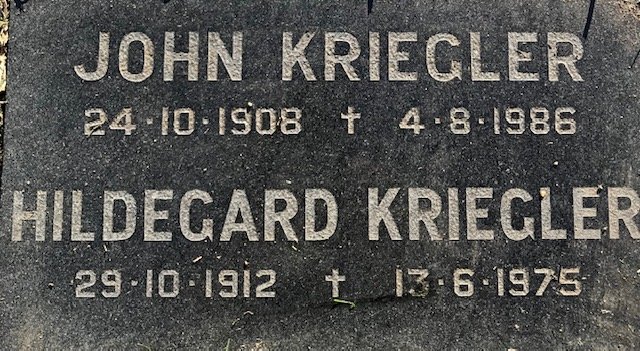 JOHN KRIEGLER
24·10·1908 † 4·8·1986
HILDEGARD KRIEGLER
29·10·1912 † 13·6·1975